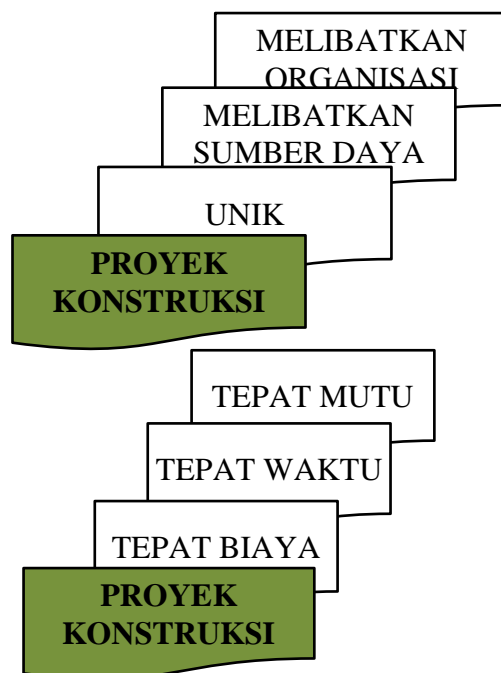 MELIBATKAN
ORGANISASI
MELIBATKAN
SUMBER DAYA
UNIK
PROYEK
KONSTRUKSI
TEPAT MUTU
TEPAT WAKTU
TEPAT BIAYA
PROYEK
KONSTRUKSI